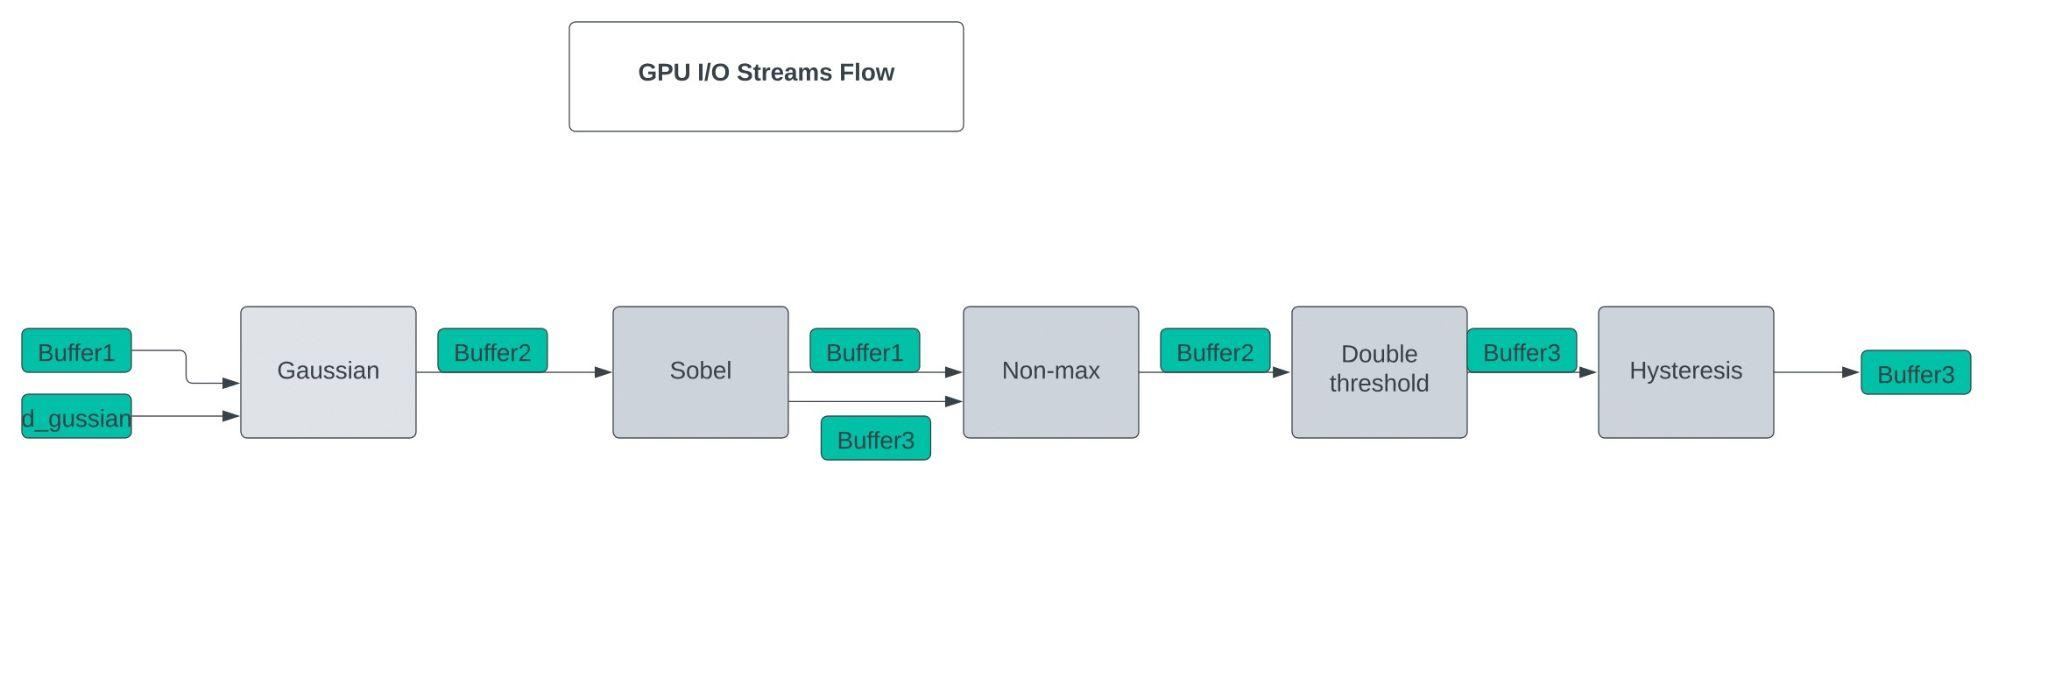 GPU I/O Streams Flow
Buffer1
d_gussian
Gaussian
Buffer2
Sobel
Buffer1
Buffer3
Non-max
Buffer2
Double
threshold
Buffer3
Hysteresis
Buffer3